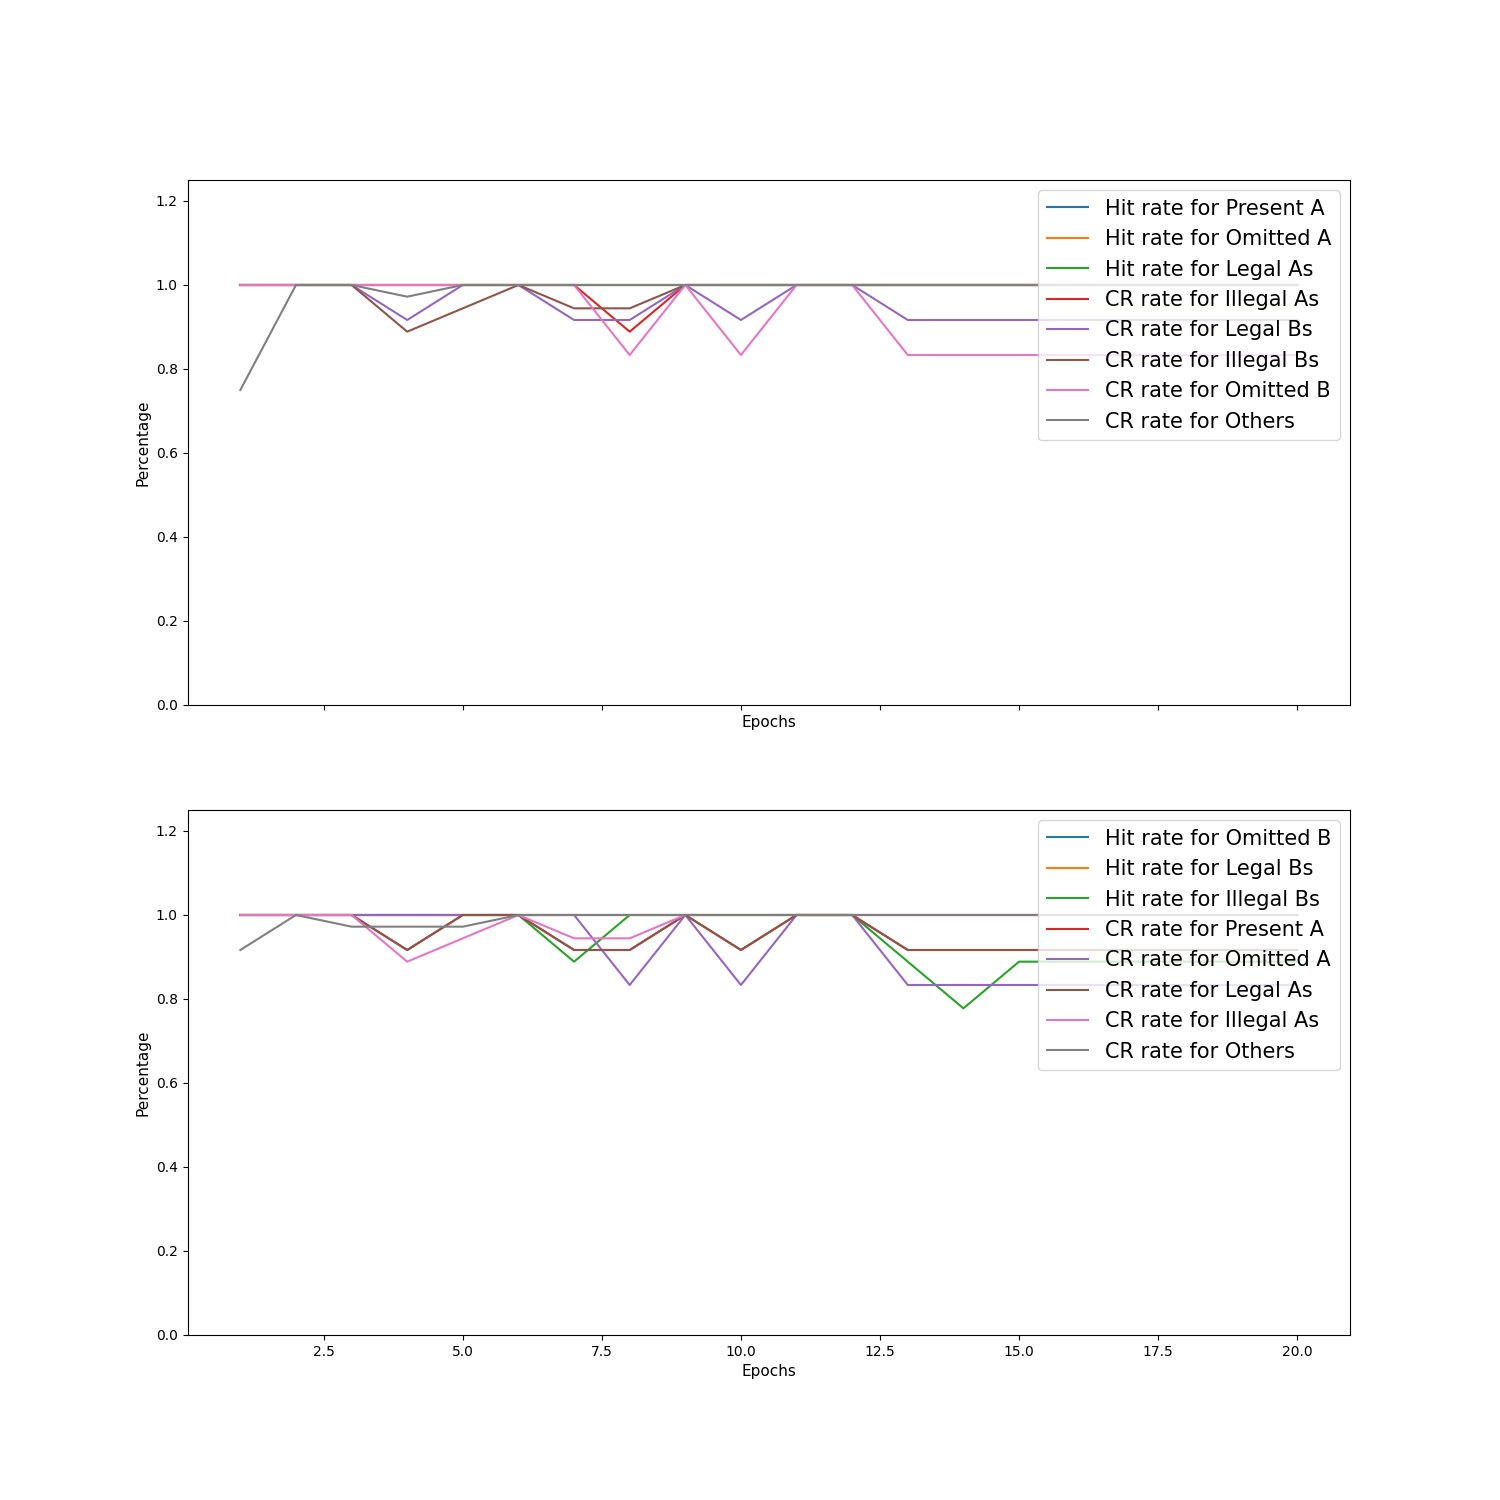 1.2
1.0
0.8
0.6
0.4
0.2
0.0
Percentage
Epochs
Hit rate for Present A
Hit rate for Omitted A
Hit rate for Legal As
CR rate for Illegal As
CR rate for Legal Bs
CR rate for Illegal Bs
CR rate for Omitted B
CR rate for Others
1.2
1.0
0.8
0.6
0.4
0.2
0.0
Percentage
2.5 5.0 7.5 10.0 12.5 15.0 17.5 20.0
Epochs
Hit rate for Omitted B
Hit rate for Legal Bs
Hit rate for Illegal Bs
CR rate for Present A
CR rate for Omitted A
CR rate for Legal As
CR rate for Illegal As
CR rate for Others